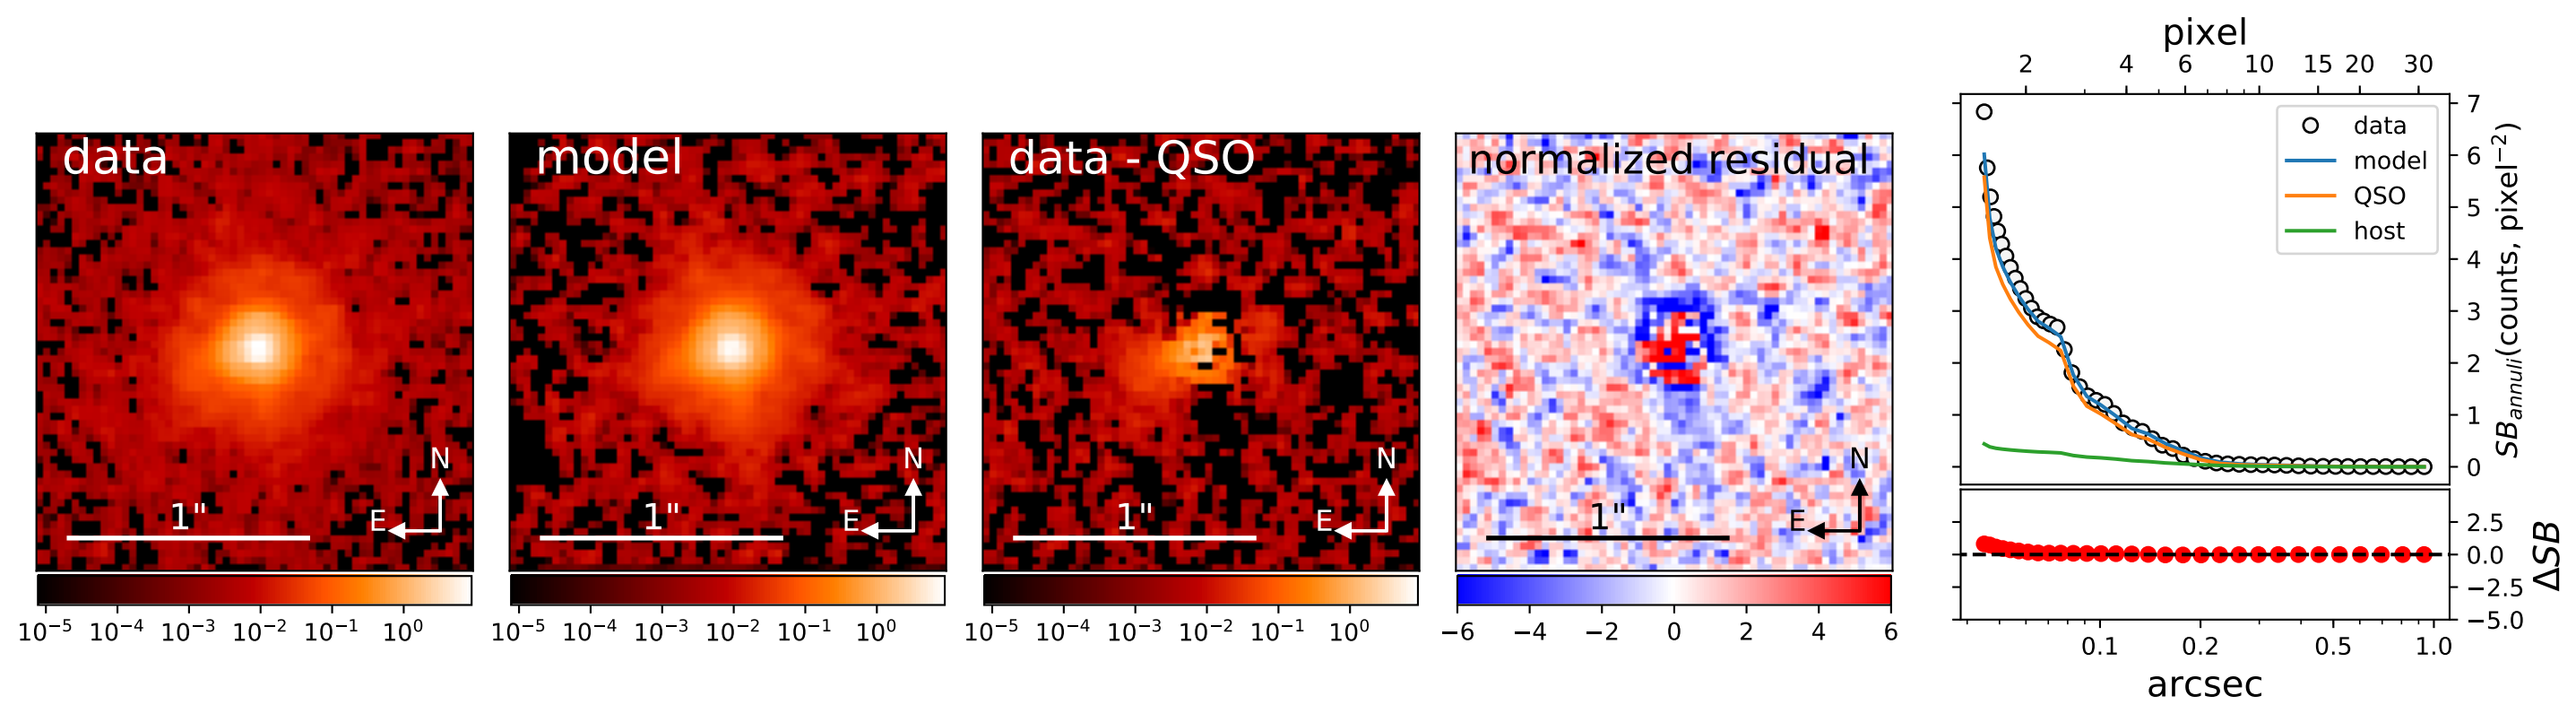 data
N
E
1"
10⁻⁵ 10⁻⁴ 10⁻³ 10⁻² 10⁻¹ 10⁰
model
N
E
1"
10⁻⁵ 10⁻⁴ 10⁻³ 10⁻² 10⁻¹ 10⁰
data - QSO
N
E
1"
10⁻⁵ 10⁻⁴ 10⁻³ 10⁻² 10⁻¹ 10⁰
normalized residual
N
E
1"
−6 −4 −2 0 2 4 6
pixel
2 4 6 10 15 20 30
data
model
QSO
host
7
6
5
4
3
2
1
0
SB_annuli(counts, pixel⁻²)
2.5
0.0
−2.5
−5.0
ΔSB
0.1 0.2 0.5 1.0
arcsec